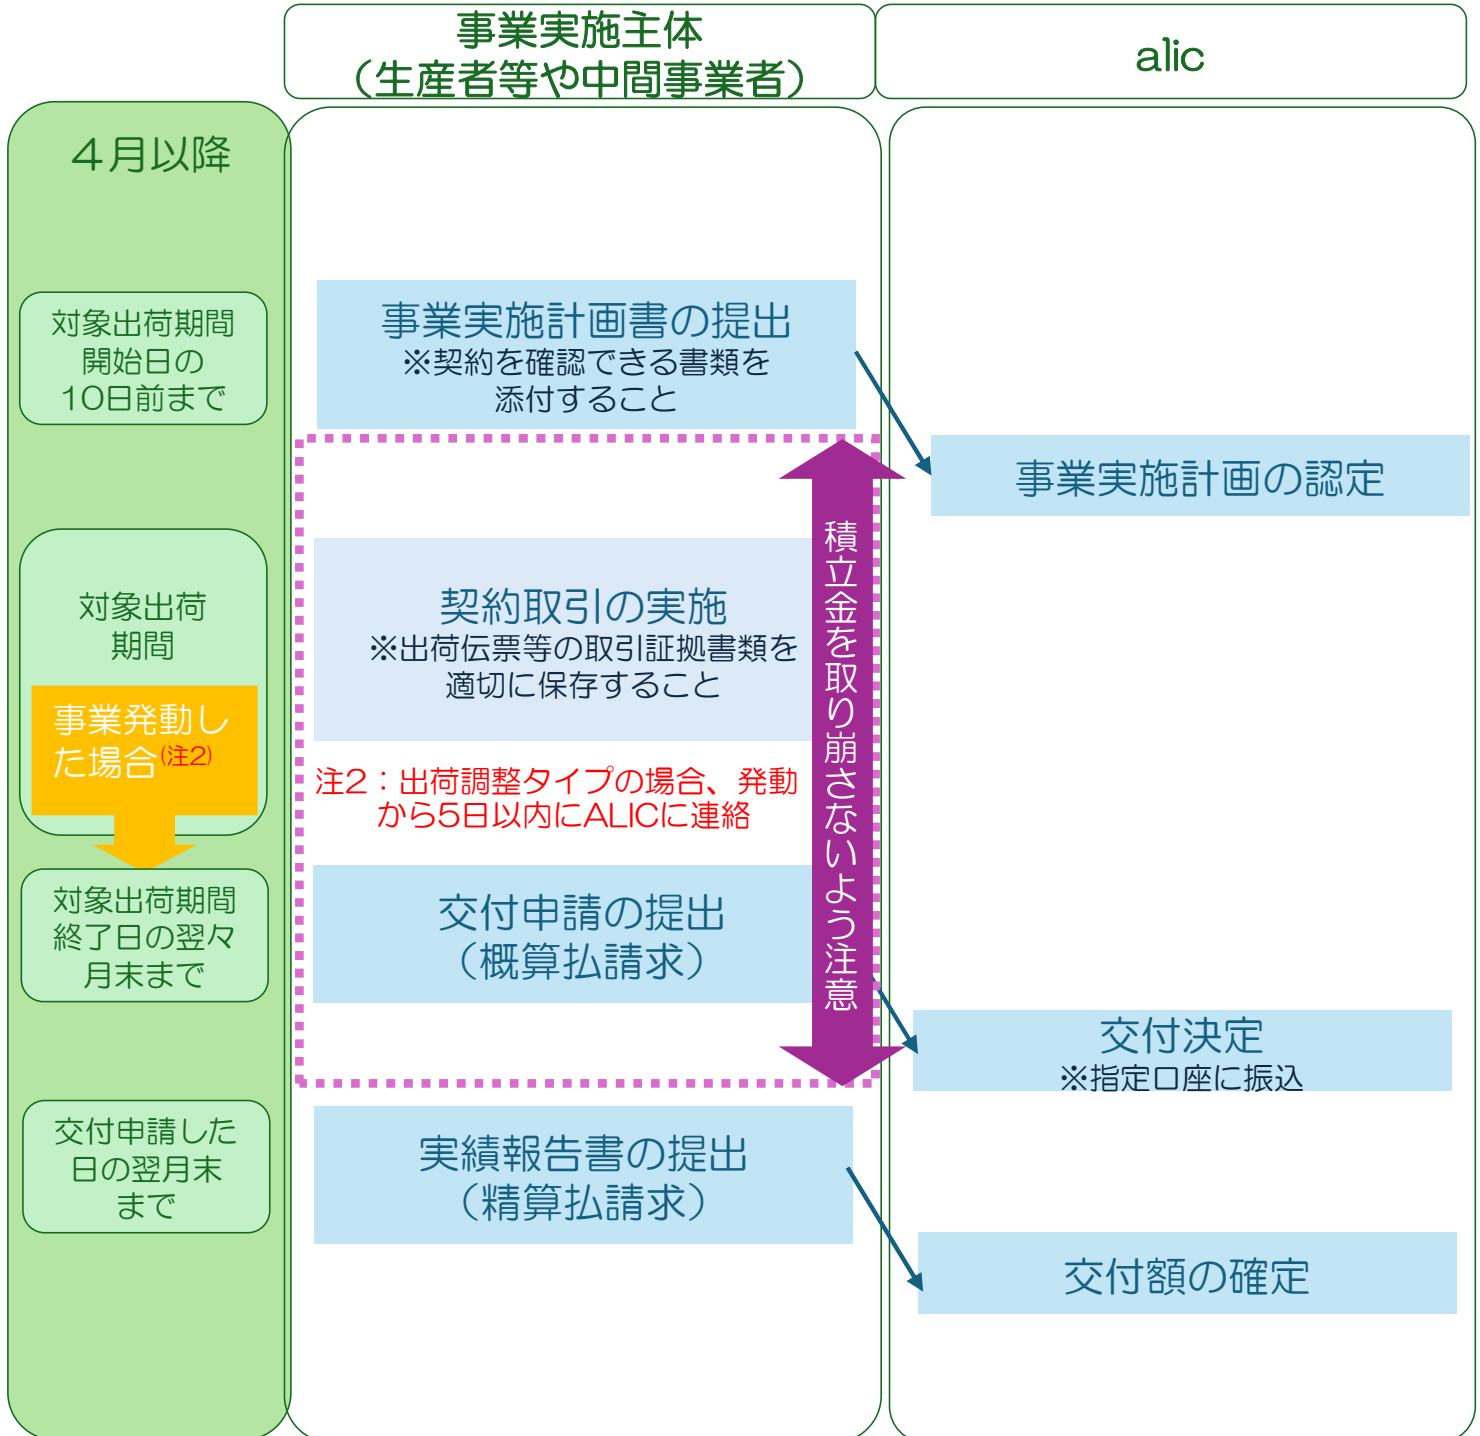 事業実施主体
（生産者等や中間事業者）
alic
４月以降
対象出荷期間
開始日の
10日前まで
事業実施計画書の提出
※契約を確認できる書類を
添付すること
事業実施計画の認定
対象出荷
期間
契約取引の実施
※出荷伝票等の取引証拠書類を
適切に保存すること
積立金を取り崩さないよう注意
事業発動し
た場合(注2)
注2：出荷調整タイプの場合、発動
から5日以内にALICに連絡
対象出荷期間
終了日の翌々
月末まで
交付申請の提出
（概算払請求）
交付決定
※指定口座に振込
交付申請した
日の翌月末
まで
実績報告書の提出
（精算払請求）
交付額の確定